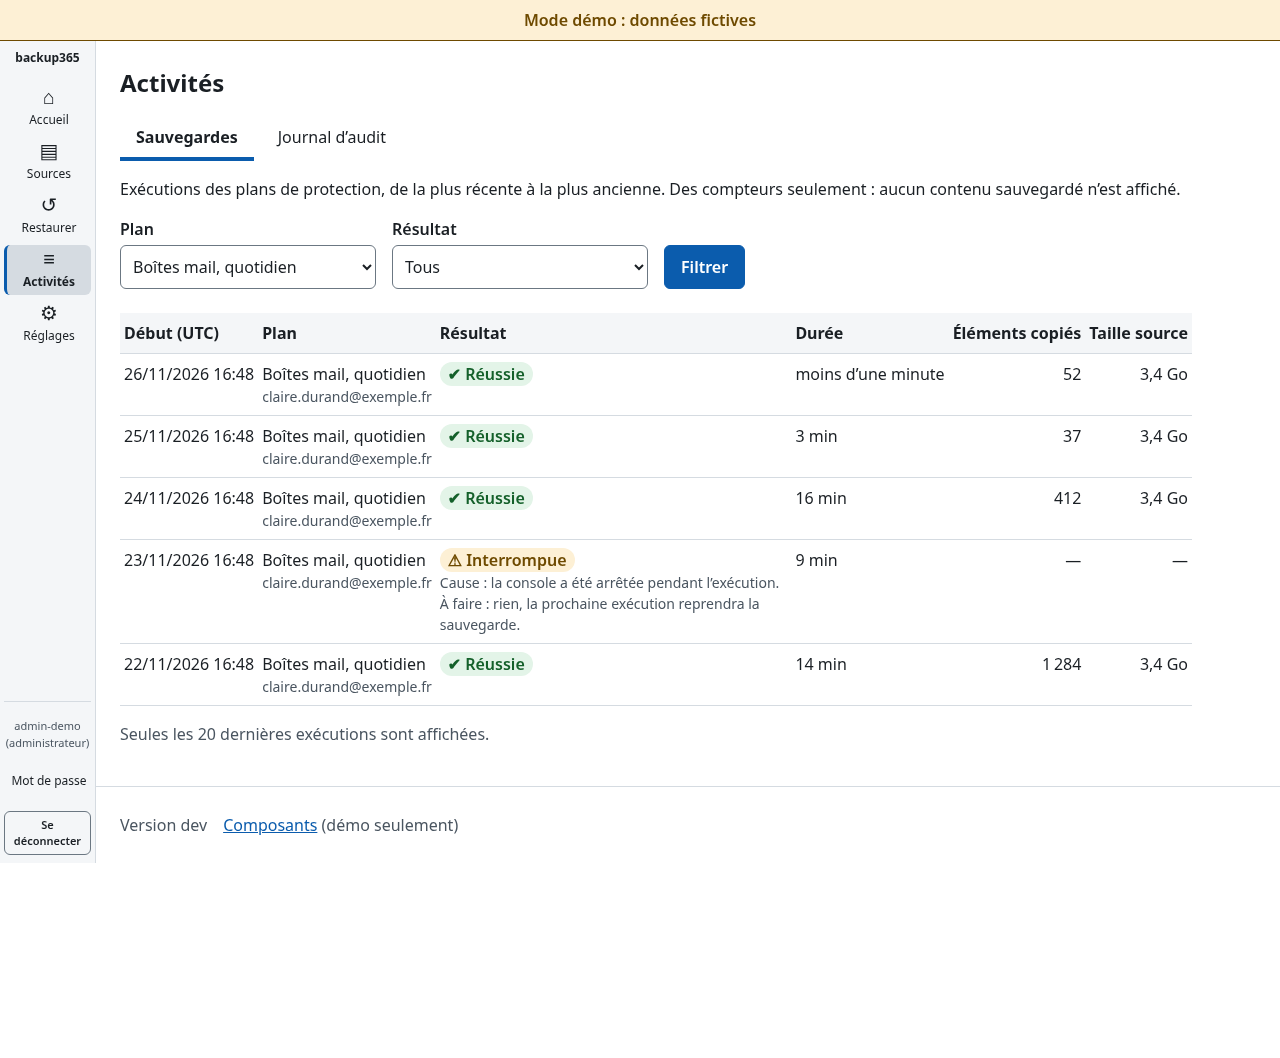 Mode démo : données fictives
backup365
Accueil
Sources
Restaurer
Activités
Réglages
admin-demo
(administrateur)
Mot de passe
Se
déconnecter
Activités
Sauvegardes
Journal d’audit
Exécutions des plans de protection, de la plus récente à la plus ancienne. Des compteurs seulement : aucun contenu sauvegardé n’est affiché.
Plan
Résultat
Boîtes mail, quotidien
Tous
Filtrer
Début (UTC) Plan Résultat Durée Éléments copiés Taille source
26/11/2026 16:48 Boîtes mail, quotidien ✔ Réussie moins d’une minute 52 3,4 Go
claire.durand@exemple.fr
25/11/2026 16:48 Boîtes mail, quotidien ✔ Réussie 3 min 37 3,4 Go
claire.durand@exemple.fr
24/11/2026 16:48 Boîtes mail, quotidien ✔ Réussie 16 min 412 3,4 Go
claire.durand@exemple.fr
23/11/2026 16:48 Boîtes mail, quotidien ⚠ Interrompue 9 min — —
claire.durand@exemple.fr Cause : la console a été arrêtée pendant l’exécution.
À faire : rien, la prochaine exécution reprendra la
sauvegarde.
22/11/2026 16:48 Boîtes mail, quotidien ✔ Réussie 14 min 1 284 3,4 Go
claire.durand@exemple.fr
Seules les 20 dernières exécutions sont affichées.
Version dev Composants (démo seulement)